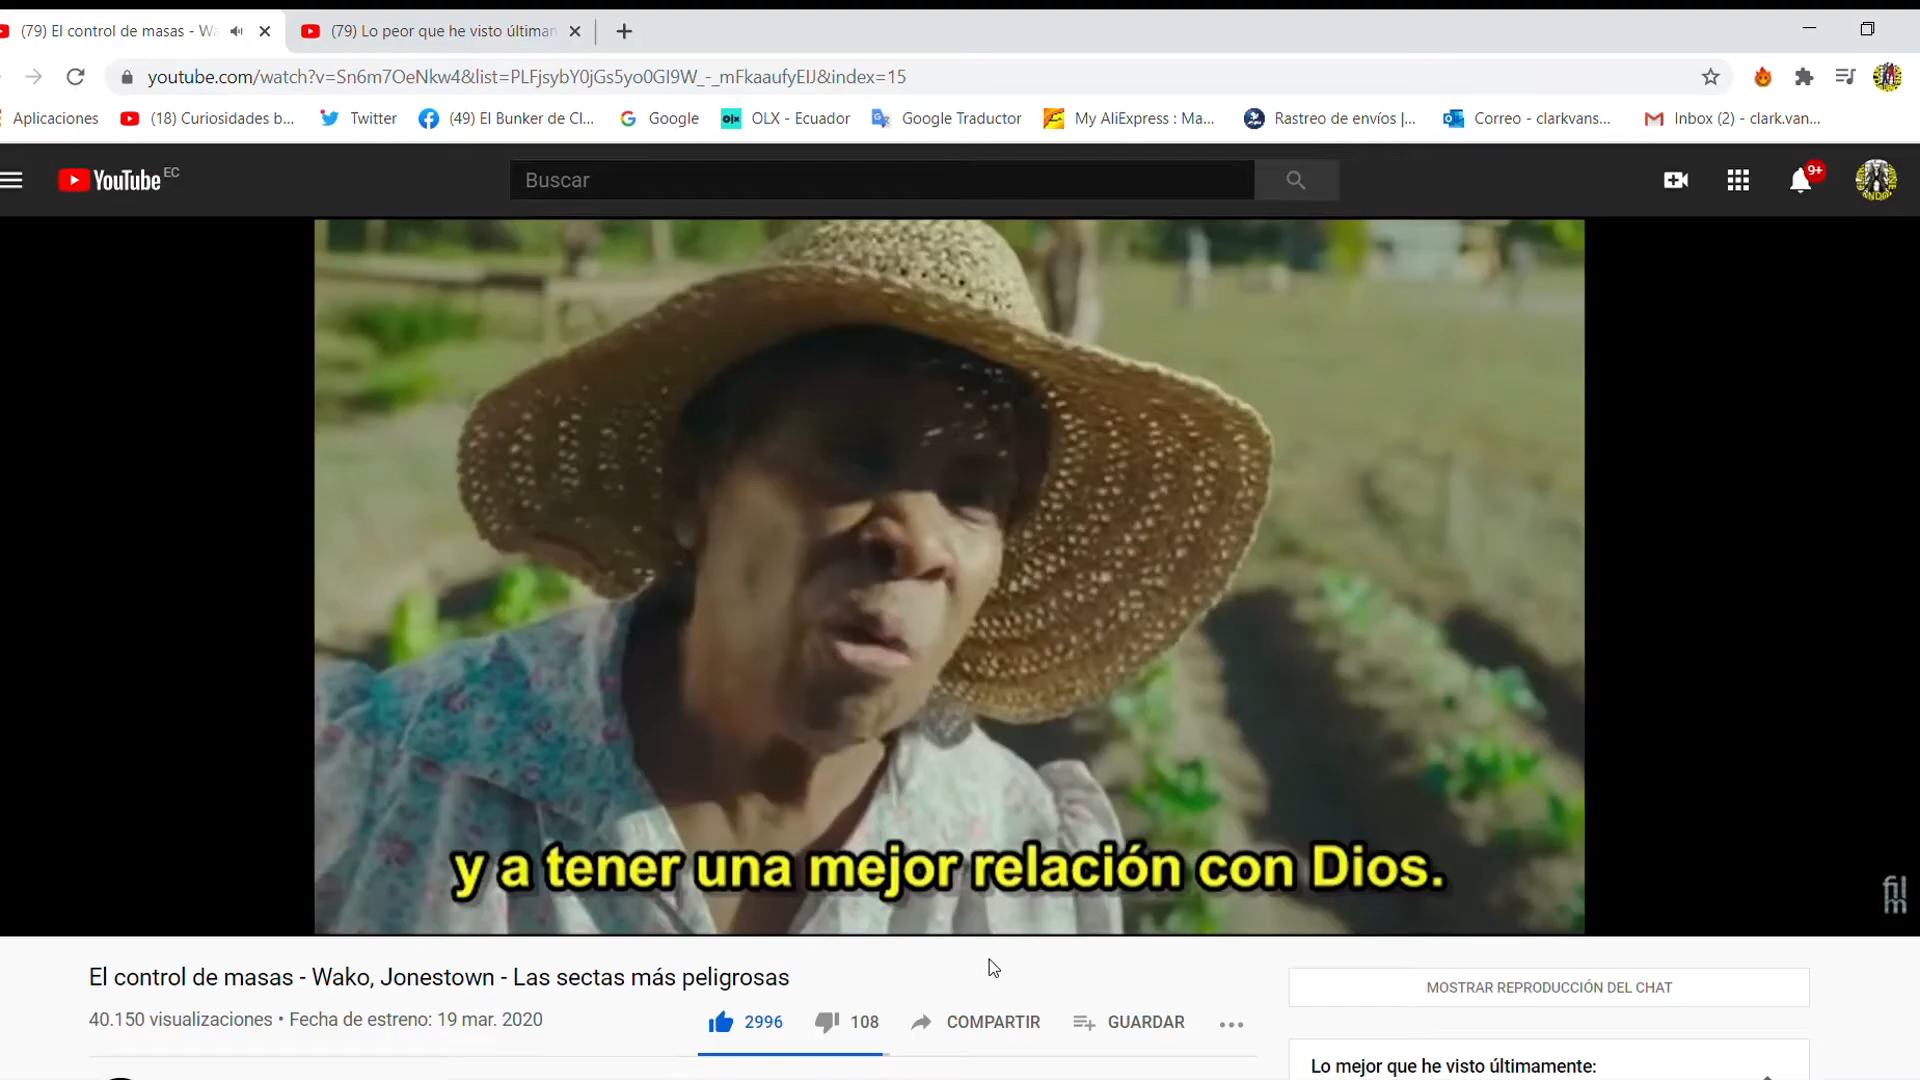 (79) El control de masas - Wa
(79) Lo peor que he visto últiman
youtube.com/watch?v=Sn6m7OeNkw4&list=PLFjsybY0jGs5yo0GI9W_-_mFkaaufyEIJ&index=15
Aplicaciones
(18) Curiosidades b...
Twitter
(49) El Bunker de Cl...
Google
OLX - Ecuador
Google Traductor
My AliExpress : Ma...
Rastreo de envíos |...
Correo - clarkvans...
Inbox (2) - clark.van...
YouTube EC
Buscar
9+
y a tener una mejor relación con Dios.
film
El control de masas - Wako, Jonestown - Las sectas más peligrosas
40.150 visualizaciones • Fecha de estreno: 19 mar. 2020
2996
108
COMPARTIR
GUARDAR
MOSTRAR REPRODUCCIÓN DEL CHAT
Lo mejor que he visto últimamente: